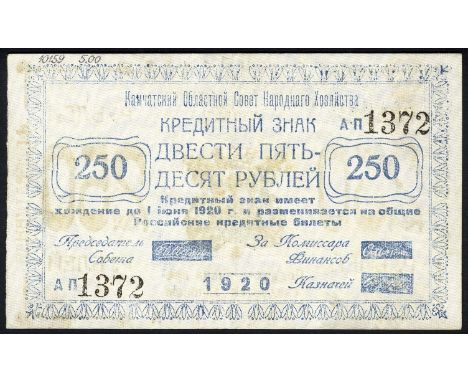 10159 5.00
Камчатский Областной Совет Народнаго Хозяйства
КРЕДИТНЫЙ ЗНАК
А·П 1372
250
ДВЕСТИ ПЯТЬ-
ДЕСЯТ РУБЛЕЙ
250
Кредитный знак имеет
хождение до 1 июня 1920 г. и разменивается на общие
Российские кредитные билеты
Председатель
Совета
За Комиссара
Финансов
Казначей
А П 1372
1920